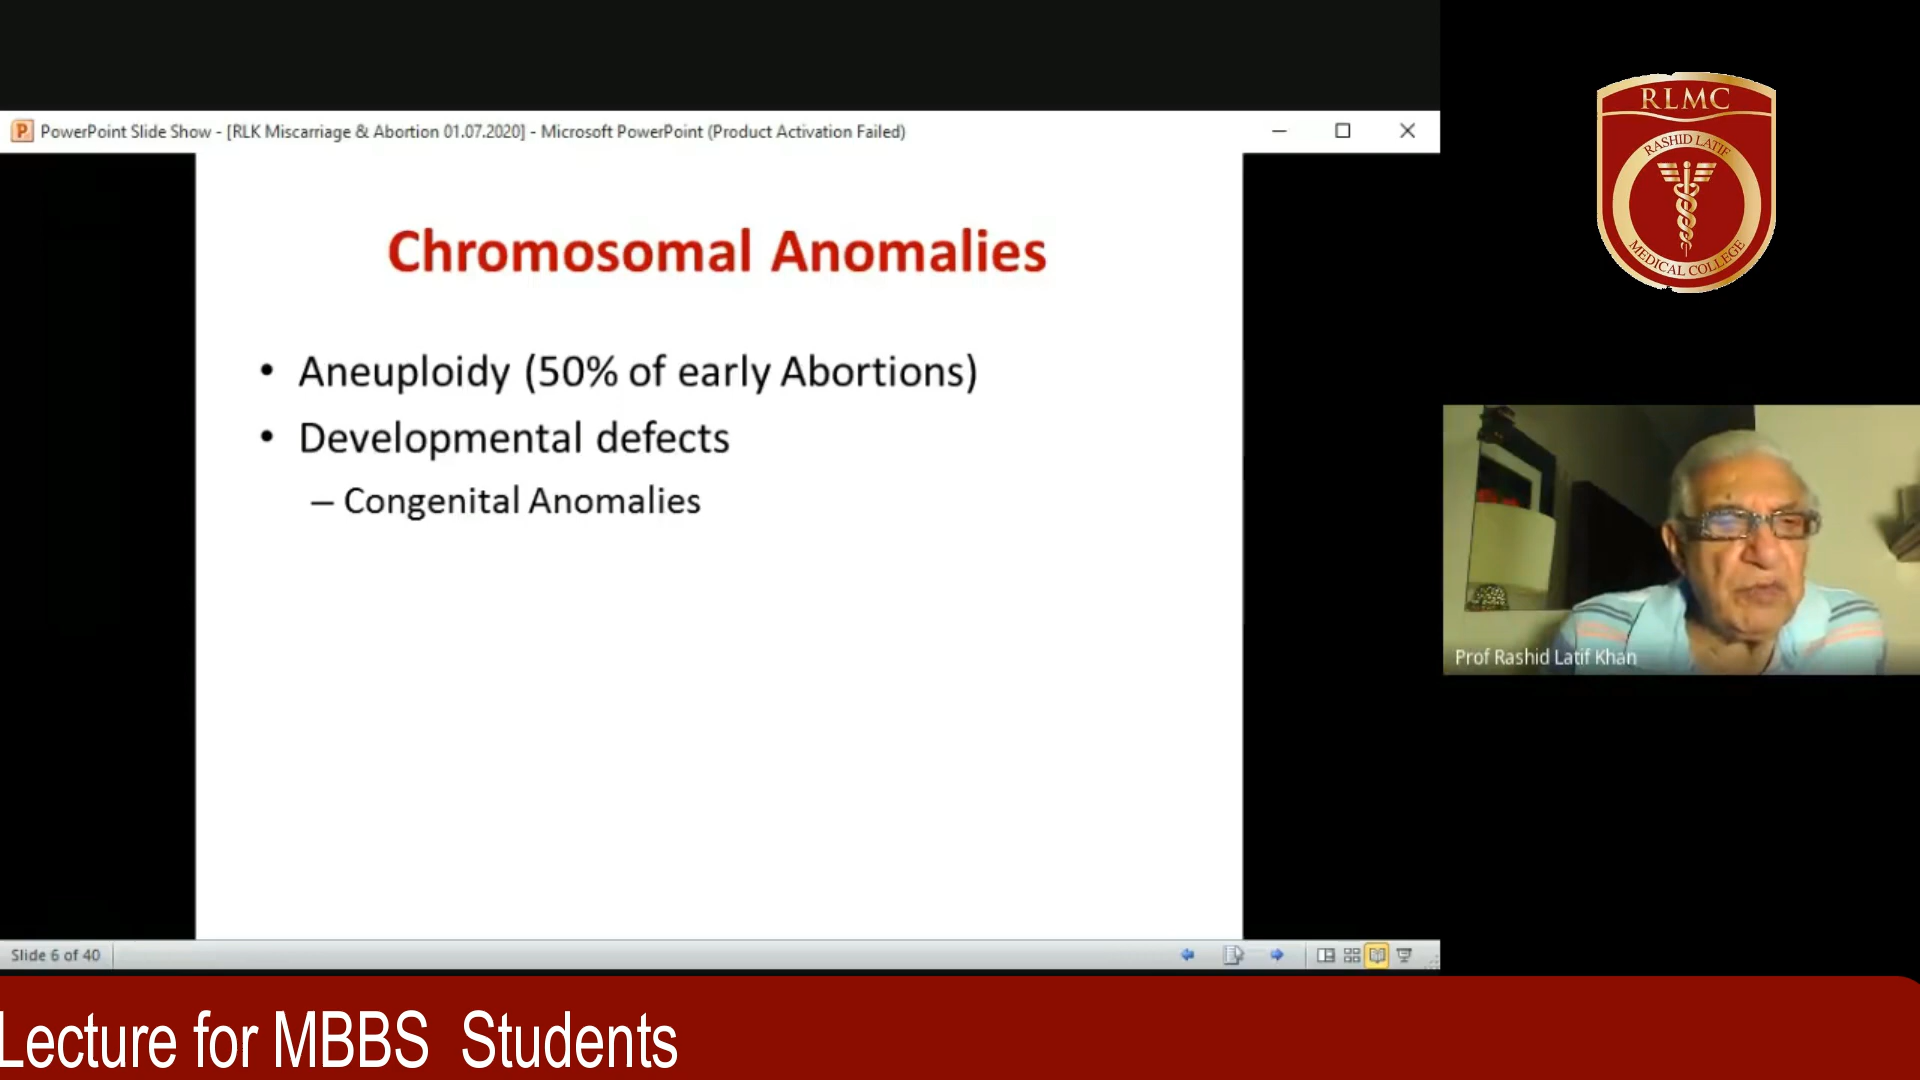 PowerPoint Slide Show - [RLK Miscarriage & Abortion 01.07.2020] - Microsoft PowerPoint (Product Activation Failed)
Chromosomal Anomalies
• Aneuploidy (50% of early Abortions)
• Developmental defects
– Congenital Anomalies
Slide 6 of 40
RLMC
RASHID LATIF
MEDICAL COLLEGE
Prof Rashid Latif Khan
Lecture for MBBS Students